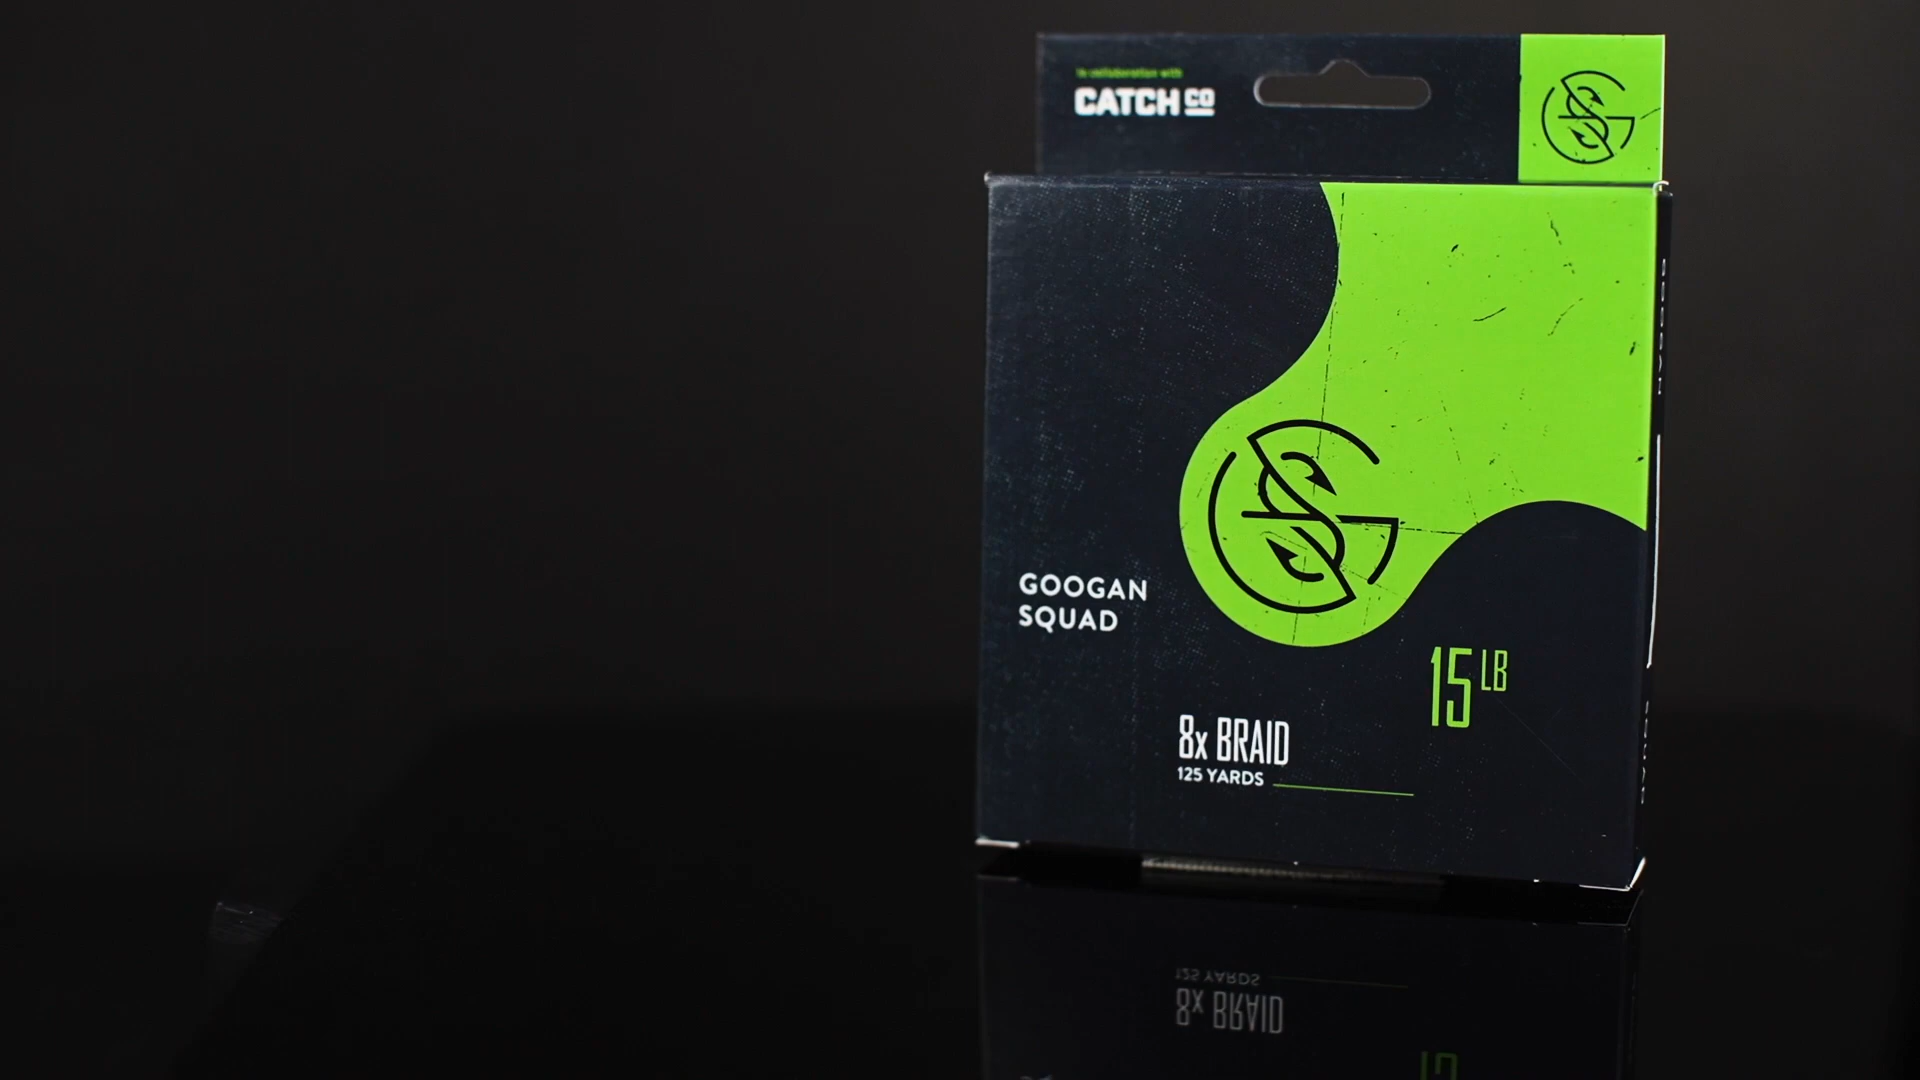 In collaboration with
CATCH CO
GOOGAN
SQUAD
15 LB
8x BRAID
125 YARDS